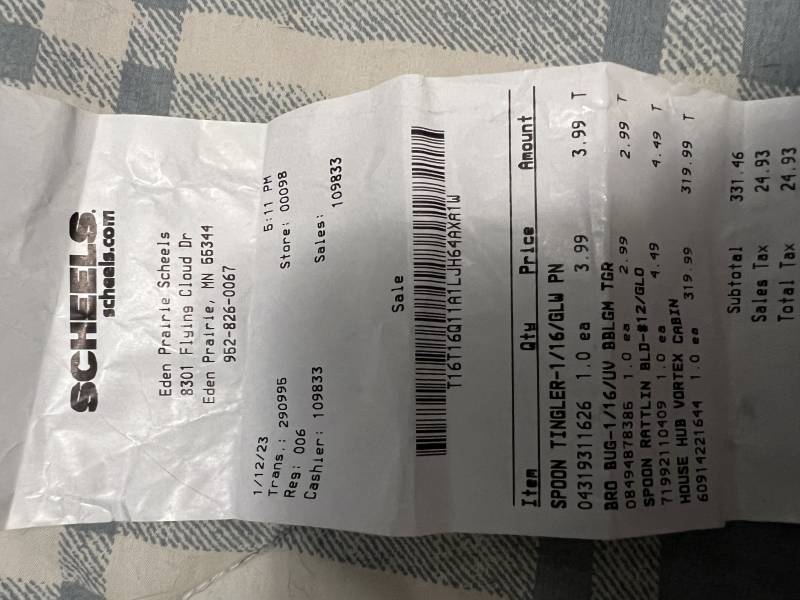 SCHEELS
scheels.com
Eden Prairie Scheels
8301 Flying Cloud Dr
Eden Prairie, MN 55344
952-826-0067
1/12/23 5:11 PM
Trans.: 290995 Store: 00098
Reg: 006
Cashier: 109833 Sales: 109833
Sale
T16T16Q11A1LJH64AXA1W
Item Qty Price Amount
SPOON TINGLER-1/16/GLW PN
04319311626 1.0 ea 3.99 3.99 T
BRO BUG-1/16/UV BBLGM TGR
08494878385 1.0 ea 2.99 2.99 T
SPOON RATTLIN BLD-#12/GLO
71992110409 1.0 ea 4.49 4.49 T
HOUSE HUB VORTEX CABIN
60914221644 1.0 ea 319.99 319.99 T
Subtotal 331.46
Sales Tax 24.93
Total Tax 24.93